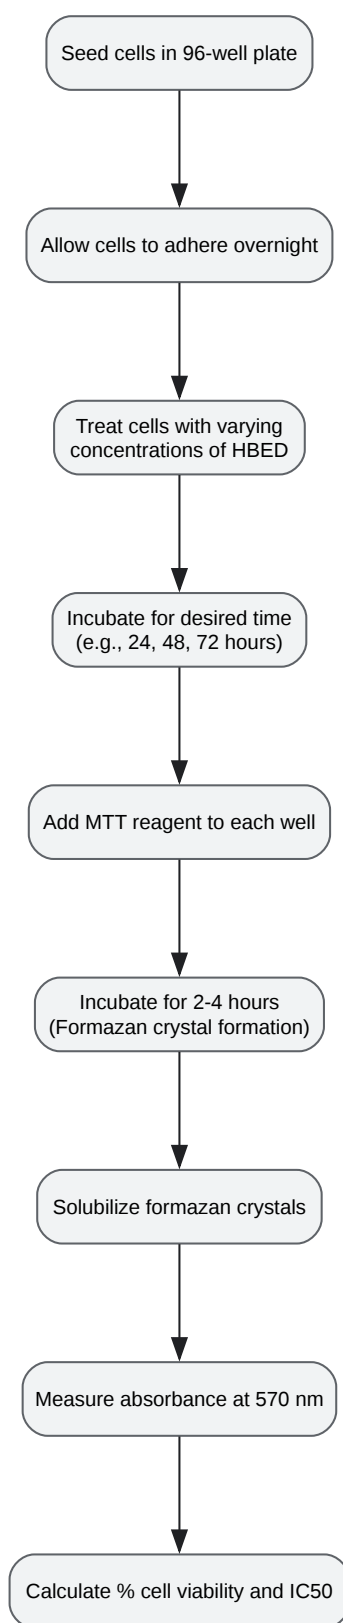 Seed cells in 96-well plate
Allow cells to adhere overnight
Treat cells with varying
concentrations of HBED
Incubate for desired time
(e.g., 24, 48, 72 hours)
Add MTT reagent to each well
Incubate for 2-4 hours
(Formazan crystal formation)
Solubilize formazan crystals
Measure absorbance at 570 nm
Calculate % cell viability and IC50